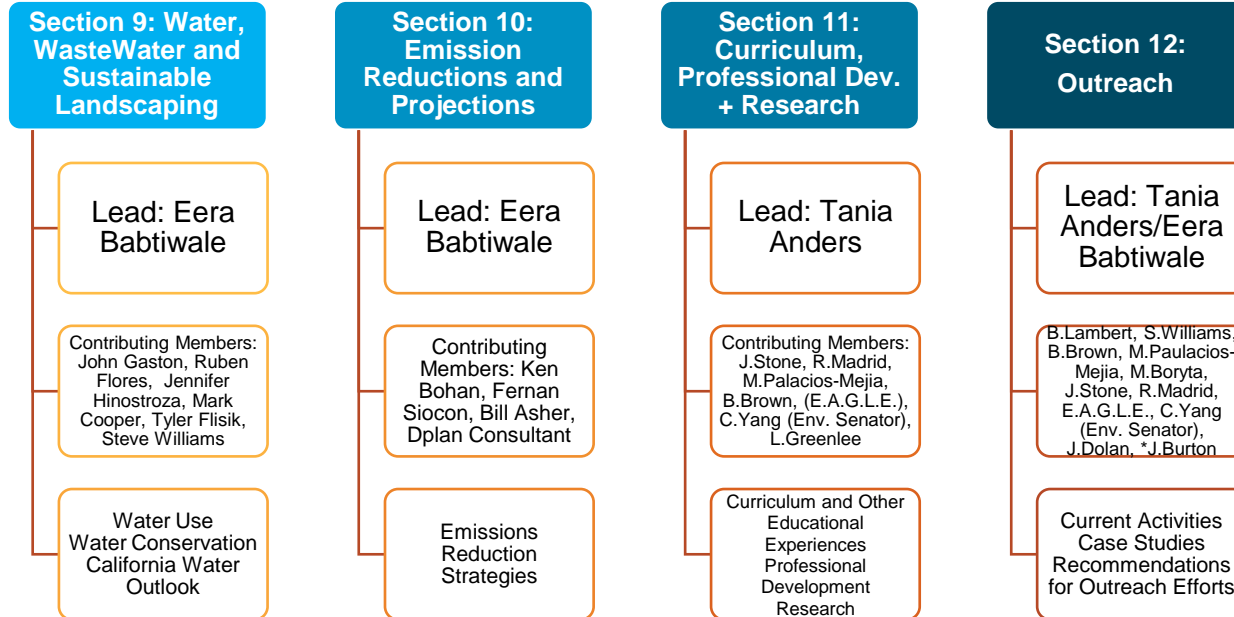 Section 9: Water,
WasteWater and
Sustainable
Landscaping
Lead: Eera
Babtiwale
Contributing Members:
John Gaston, Ruben
Flores, Jennifer
Hinostroza, Mark
Cooper, Tyler Flisik,
Steve Williams
Water Use
Water Conservation
California Water
Outlook
Section 10:
Emission
Reductions and
Projections
Lead: Eera
Babtiwale
Contributing
Members: Ken
Bohan, Fernan
Siocon, Bill Asher,
Dplan Consultant
Emissions
Reduction
Strategies
Section 11:
Curriculum,
Professional Dev.
+ Research
Lead: Tania
Anders
Contributing Members:
J.Stone, R.Madrid,
M.Palacios-Mejia,
B.Brown, (E.A.G.L.E.),
C.Yang (Env. Senator),
L.Greenlee
Curriculum and Other
Educational
Experiences
Professional
Development
Research
Section 12:
Outreach
Lead: Tania
Anders/Eera
Babtiwale
B.Lambert, S.Williams,
B.Brown, M.Paulacios-
Mejia, M.Boryta,
J.Stone, R.Madrid,
E.A.G.L.E., C.Yang
(Env. Senator),
J.Dolan, *J.Burton
Current Activities
Case Studies
Recommendations
for Outreach Efforts